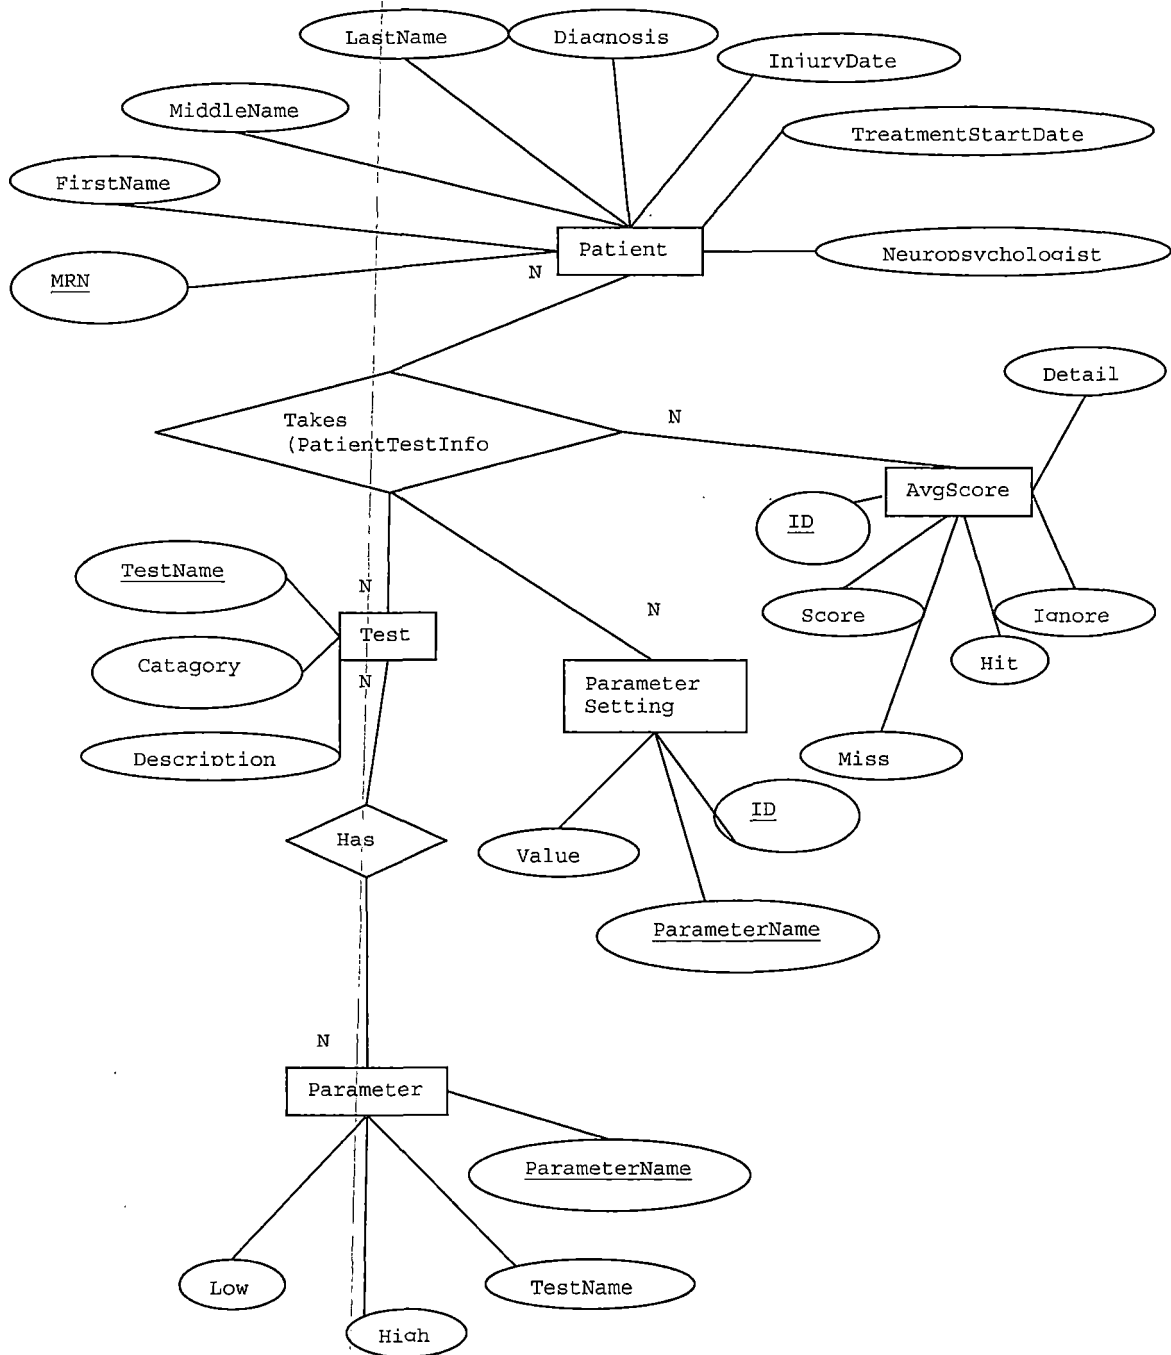 LastName
Diagnosis
InjuryDate
MiddleName
TreatmentStartDate
FirstName
Patient
Neuropsychologist
N
MRN
Detail
Takes
(PatientTestInfo
N
AvgScore
ID
TestName
N
Score
Ignore
Test
N
Hit
Catagory
N
Parameter
Setting
Description
Miss
ID
Has
Value
ParameterName
N
Parameter
ParameterName
Low
TestName
High